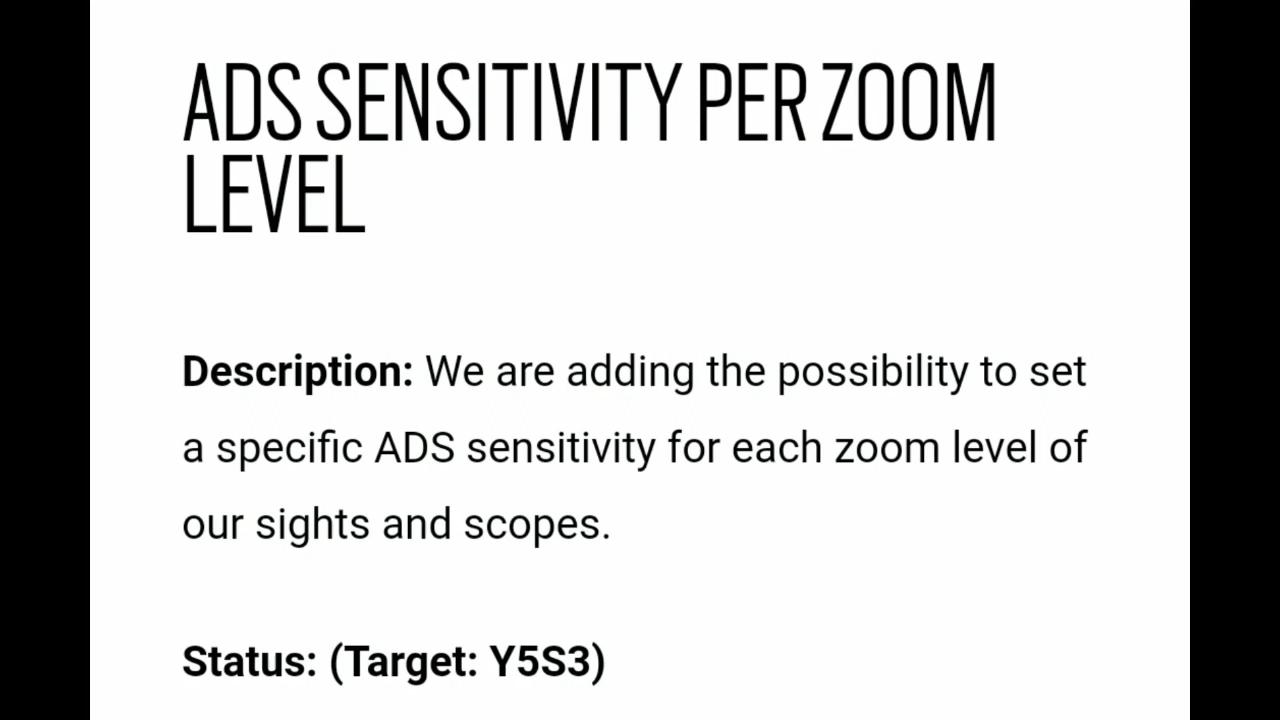 ADS SENSITIVITY PER ZOOM
LEVEL
Description: We are adding the possibility to set
a specific ADS sensitivity for each zoom level of
our sights and scopes.
Status: (Target: Y5S3)